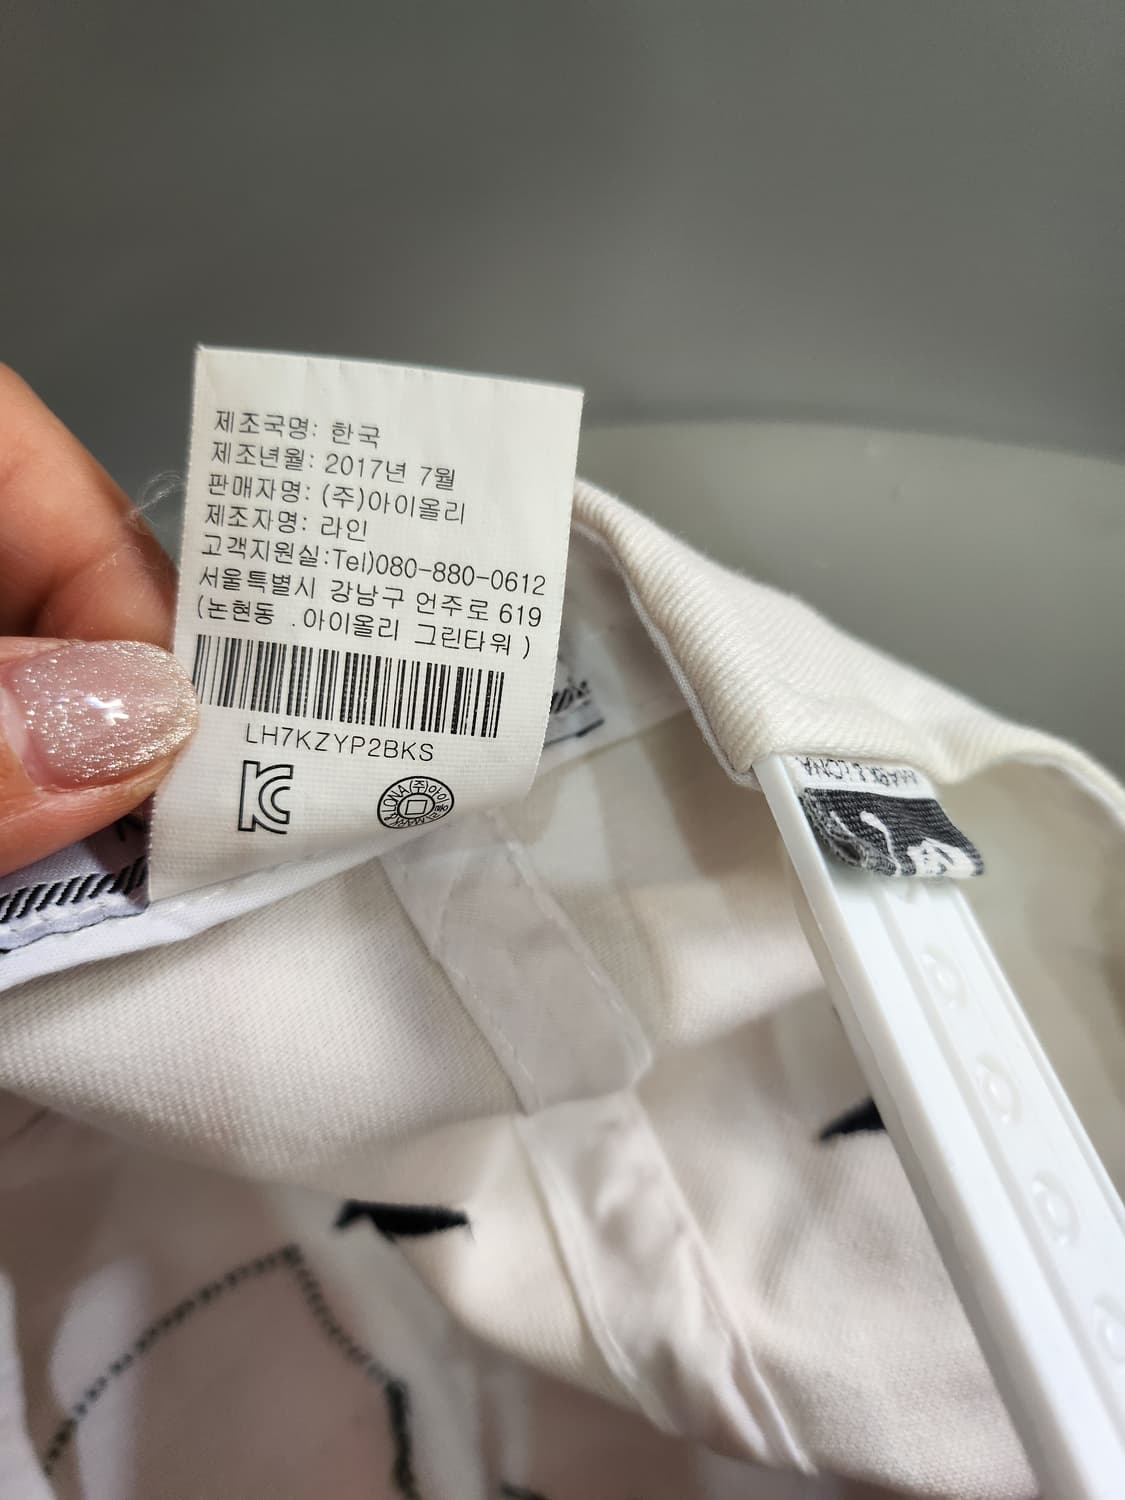 제조국명: 한국
제조년월: 2017년 7월
판매자명: (주)아이올리
제조자명: 라인
고객지원실:Tel)080-880-0612
서울특별시 강남구 언주로 619
(논현동 .아이올리 그린타워 )
LH7KZYP2BKS
MARK & LONA